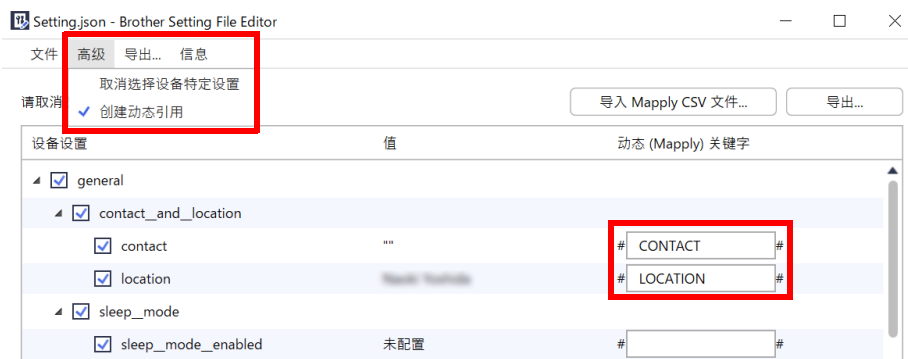 Setting.json - Brother Setting File Editor
文件 高级 导出... 信息
取消选择设备特定设置
请取消 导入 Mapply CSV 文件... 导出...
创建动态引用
设备设置 值 动态 (Mapply) 关键字
general
contact__and__location
contact "" # CONTACT #
location # LOCATION #
sleep__mode
sleep__mode__enabled 未配置 # #